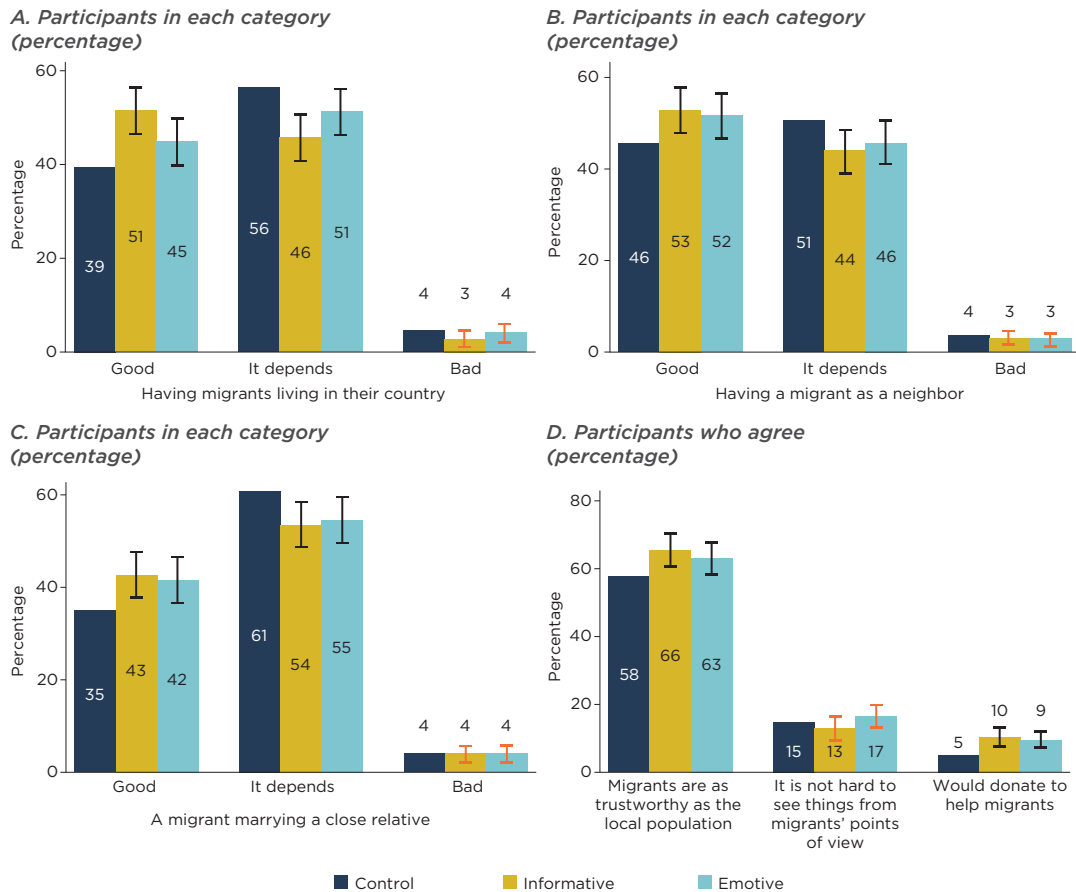 A. Participants in each category
(percentage)
Percentage
60
40
20
0
39
51
45
56
46
51
4
3
4
Good
It depends
Bad
Having migrants living in their country
B. Participants in each category
(percentage)
Percentage
60
40
20
0
46
53
52
51
44
46
4
3
3
Good
It depends
Bad
Having a migrant as a neighbor
C. Participants in each category
(percentage)
Percentage
60
40
20
0
35
43
42
61
54
55
4
4
4
Good
It depends
Bad
A migrant marrying a close relative
D. Participants who agree
(percentage)
Percentage
80
60
40
20
0
58
66
63
15
13
17
5
10
9
Migrants are as
trustworthy as the
local population
It is not hard to
see things from
migrants’ points
of view
Would donate to
help migrants
Control
Informative
Emotive